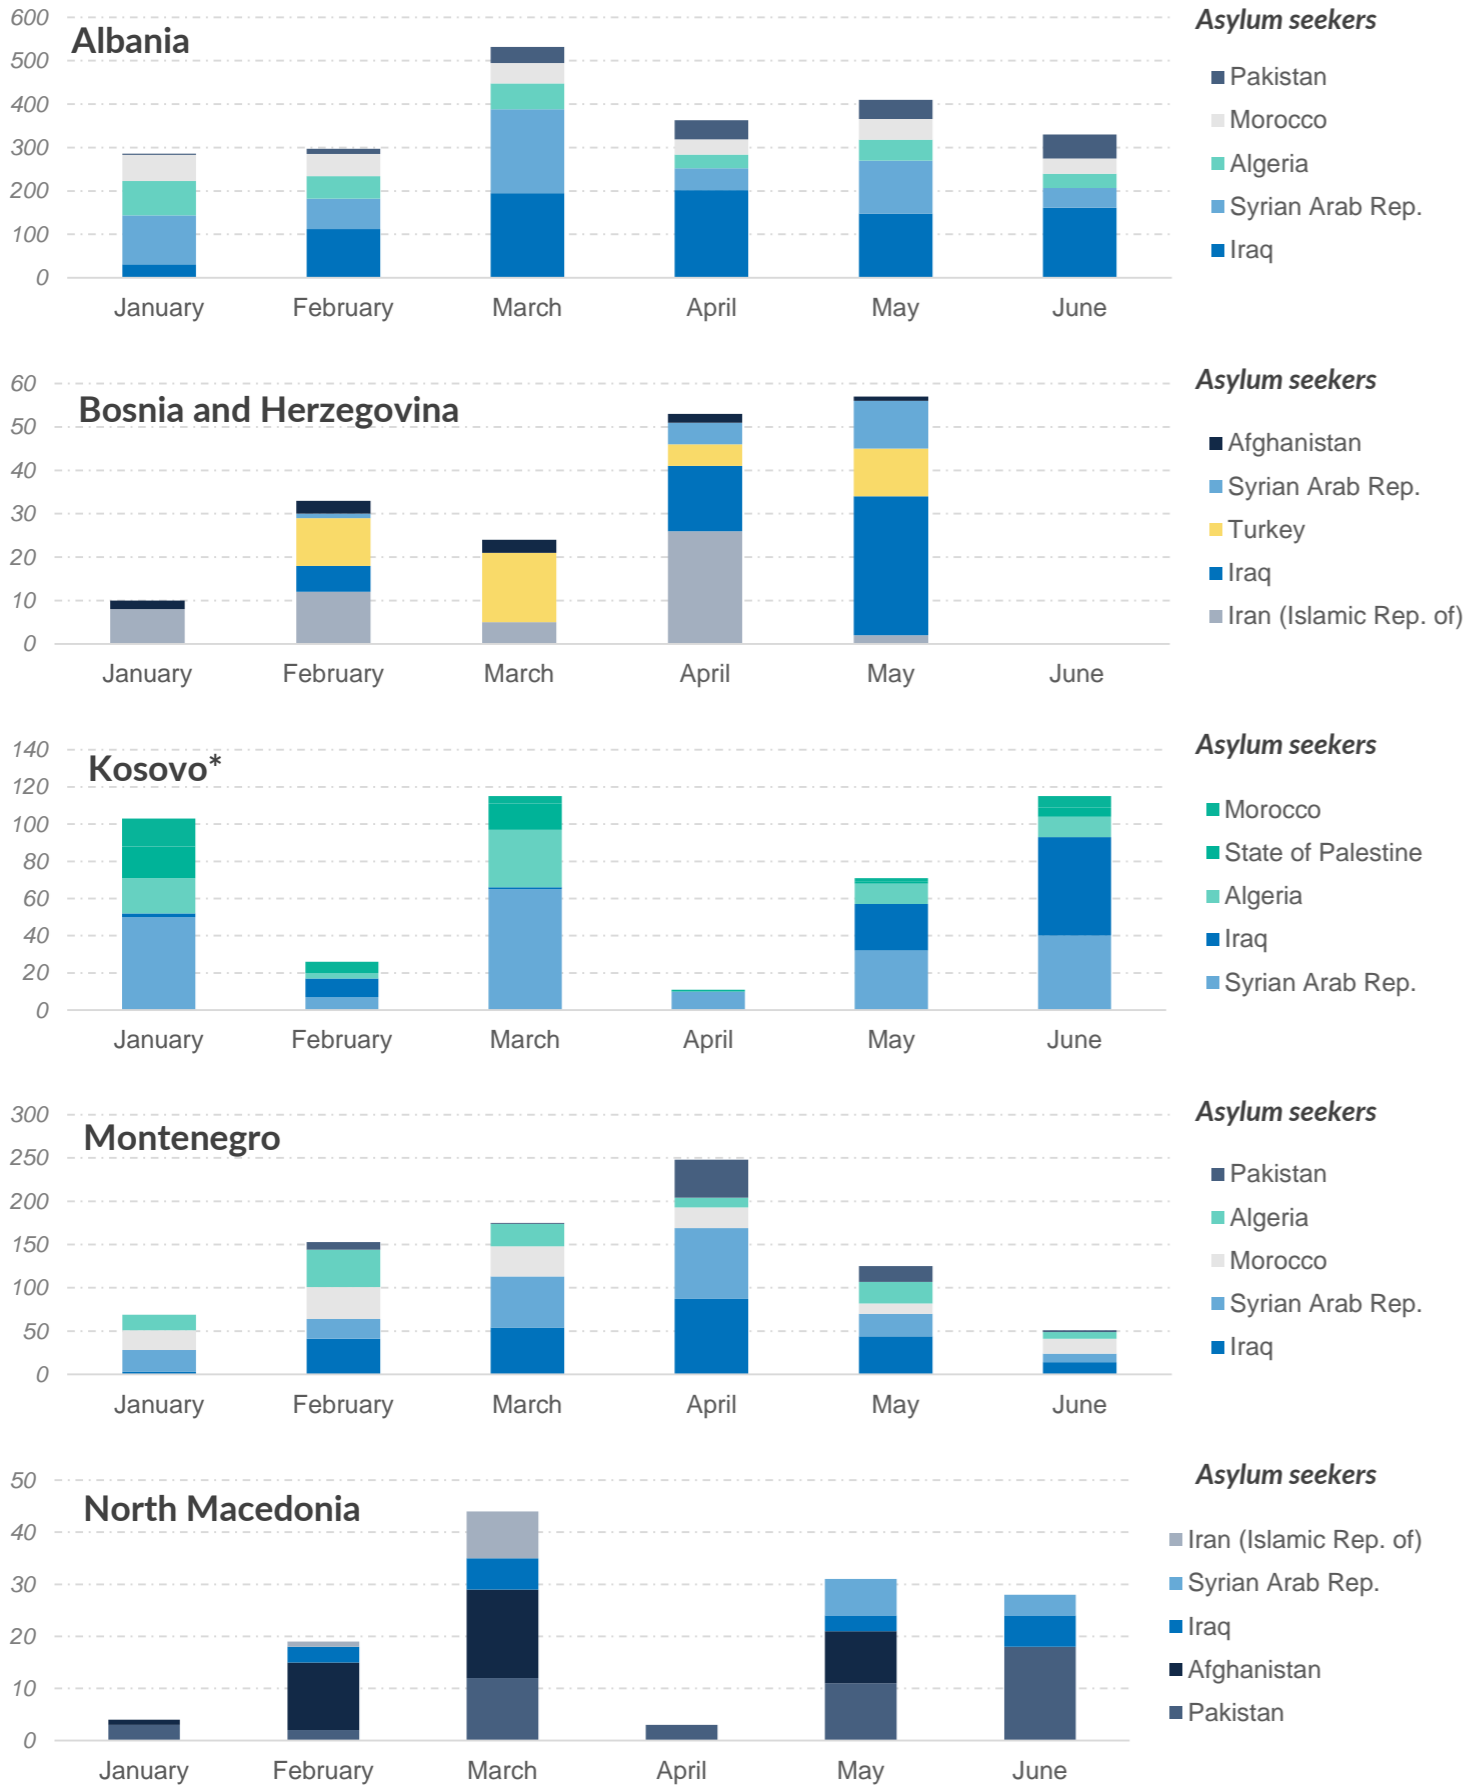 600
500
400
300
200
100
0
Albania
January February March April May June
Asylum seekers
Pakistan
Morocco
Algeria
Syrian Arab Rep.
Iraq
60
50
40
30
20
10
0
Bosnia and Herzegovina
January February March April May June
Asylum seekers
Afghanistan
Syrian Arab Rep.
Turkey
Iraq
Iran (Islamic Rep. of)
140
120
100
80
60
40
20
0
Kosovo*
January February March April May June
Asylum seekers
Morocco
State of Palestine
Algeria
Iraq
Syrian Arab Rep.
300
250
200
150
100
50
0
Montenegro
January February March April May June
Asylum seekers
Pakistan
Algeria
Morocco
Syrian Arab Rep.
Iraq
50
40
30
20
10
0
North Macedonia
January February March April May June
Asylum seekers
Iran (Islamic Rep. of)
Syrian Arab Rep.
Iraq
Afghanistan
Pakistan